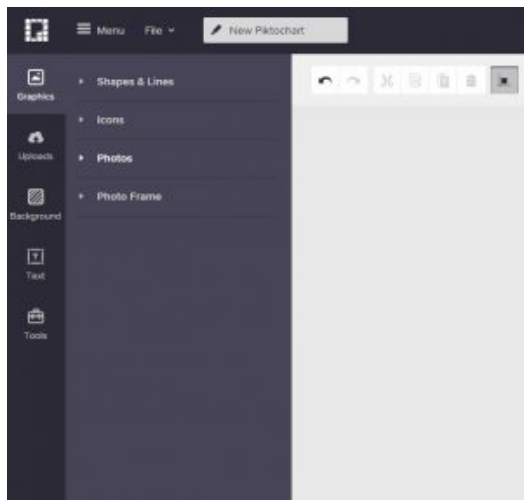 Menu File New Piktochart
Graphics
Shapes & Lines
Icons
Uploads
Photos
Background
Photo Frame
Text
Tools